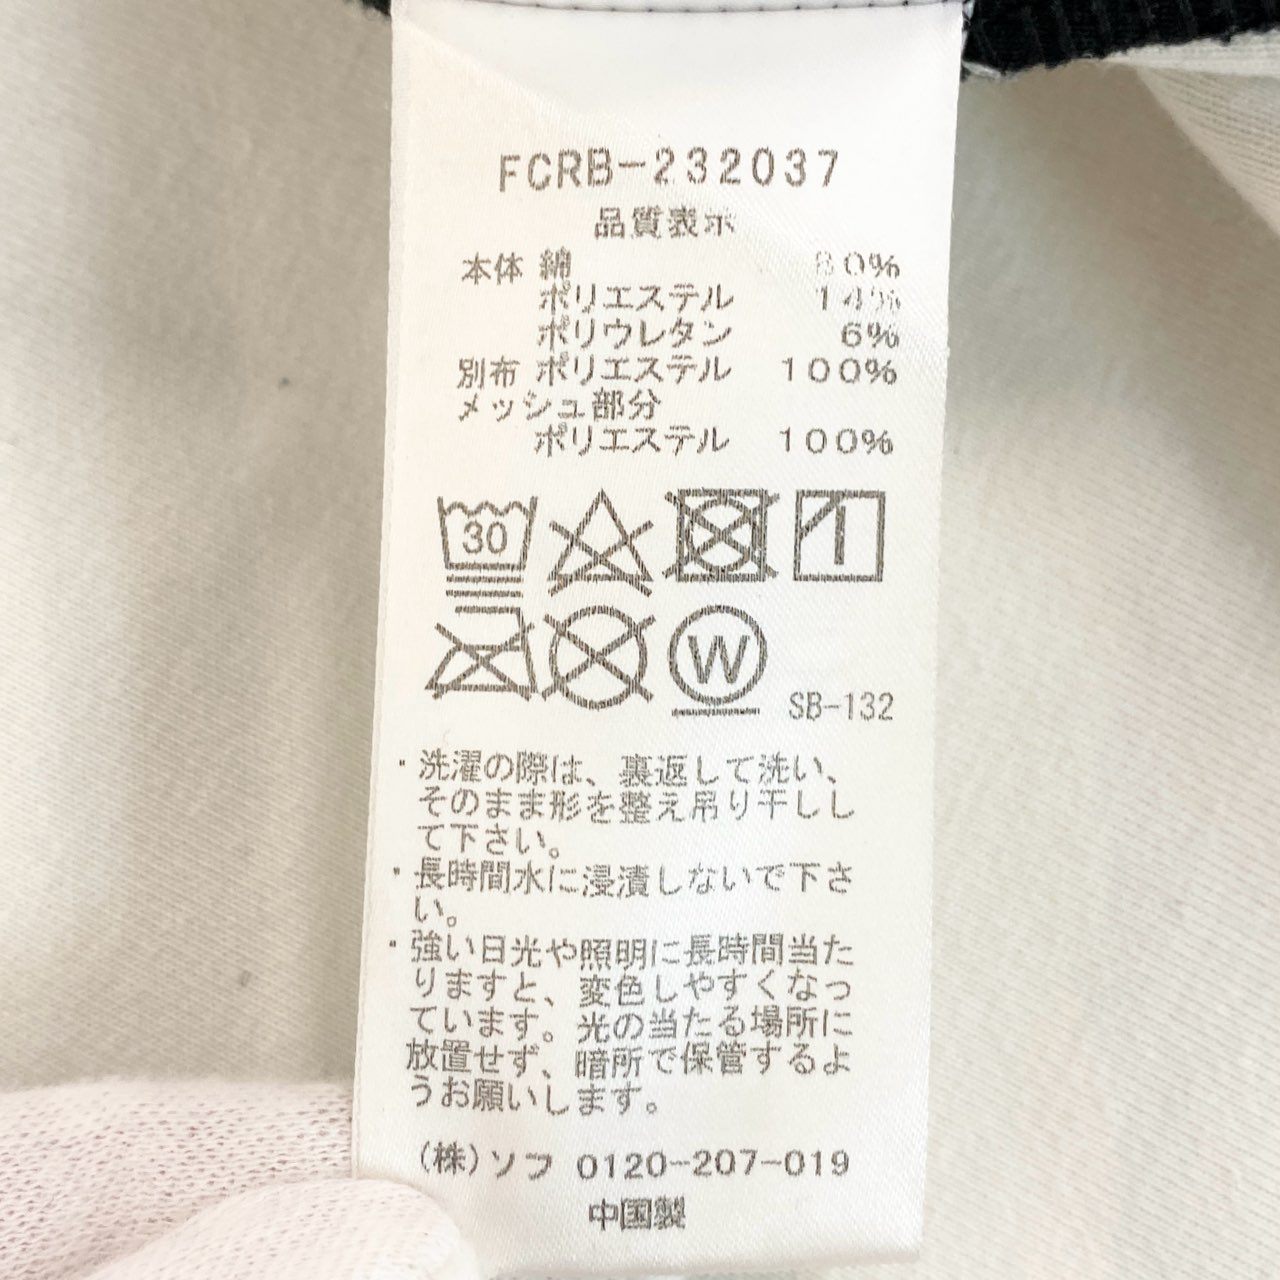 FCRB-232037
品質表示
本体 綿 80%
ポリエステル 14%
ポリウレタン 6%
別布 ポリエステル 100%
メッシュ部分
ポリエステル 100%
30
W
SB-132
・洗濯の際は、裏返して洗い、
そのまま形を整え吊り干しし
て下さい。
・長時間水に浸漬しないで下さ
い。
・強い日光や照明に長時間当た
りますと、変色しやすくなっ
ています。光の当たる場所に
放置せず、暗所で保管するよ
うお願いします。
(株)ソフ 0120-207-019
中国製